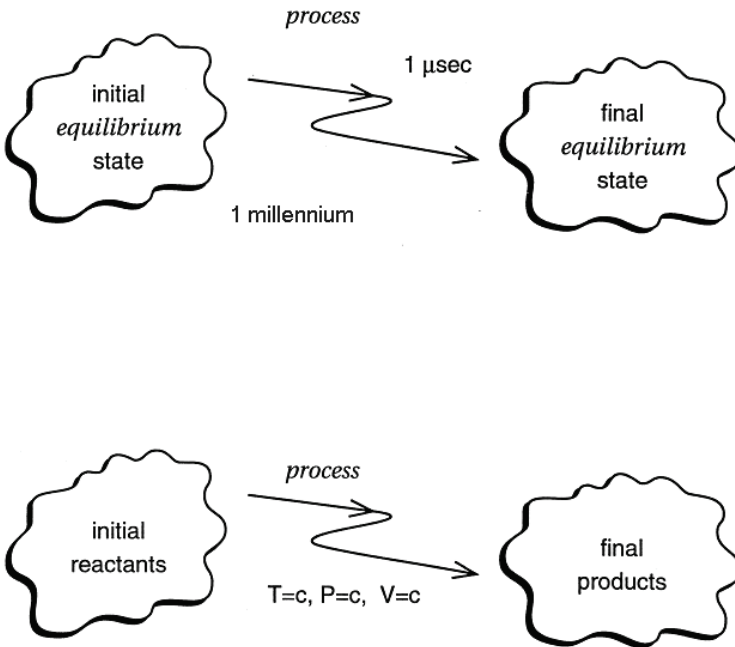 process
1 μsec
initial
equilibrium
state
final
equilibrium
state
1 millennium
process
initial
reactants
final
products
T=c, P=c, V=c